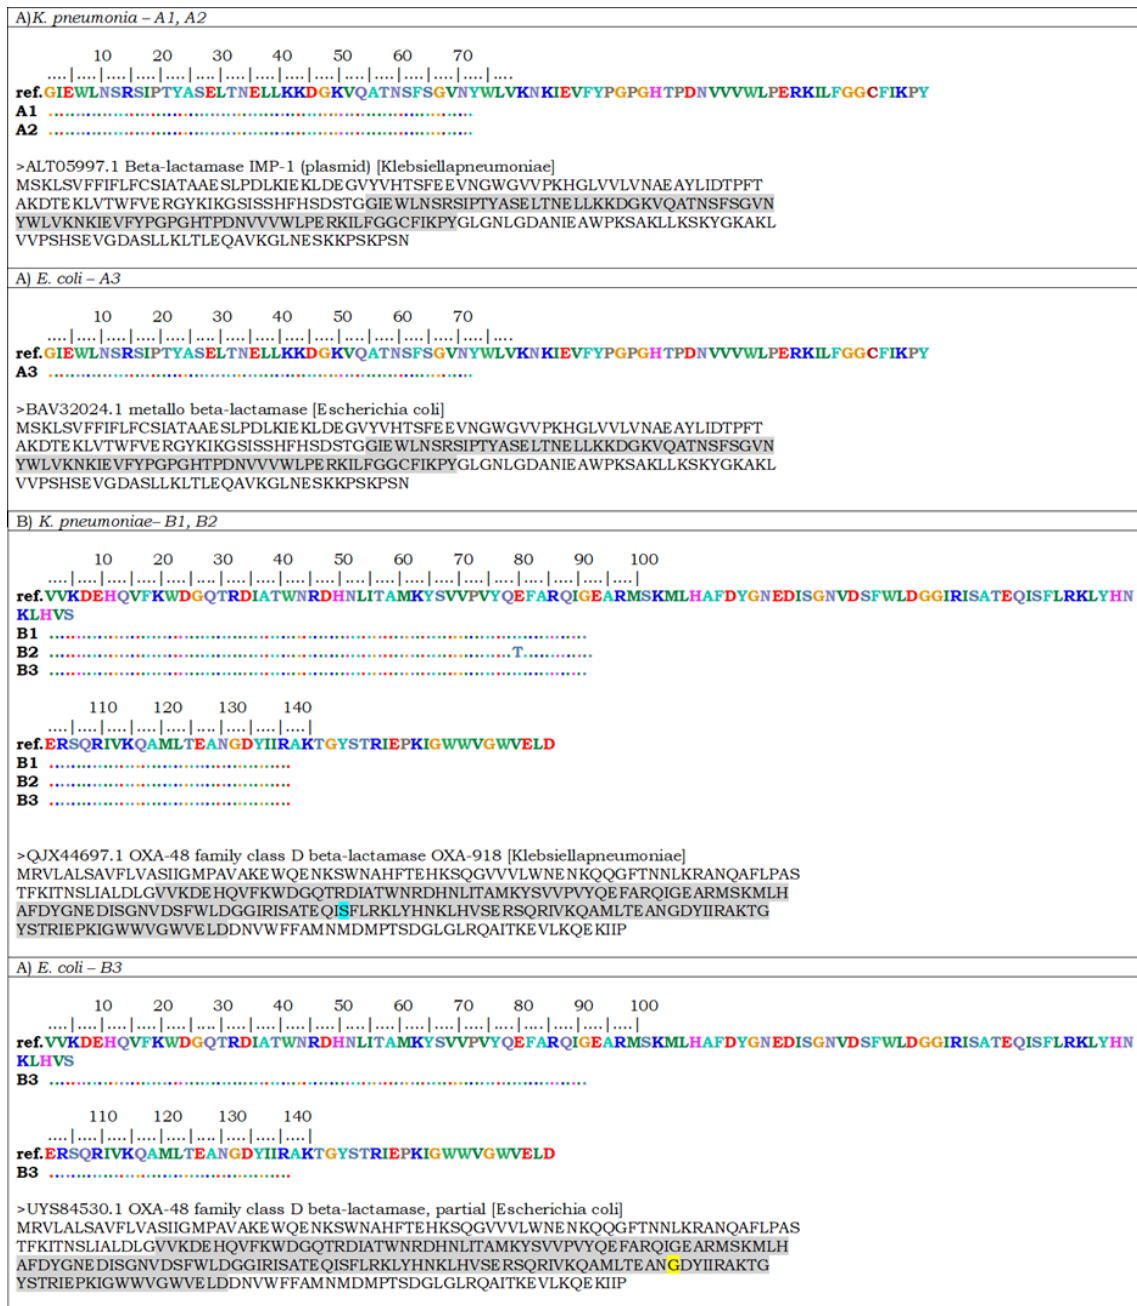 A)K. pneumonia – A1, A2
10 20 30 40 50 60 70
....|....|....|....|....|....|....|....|....|....|....|....|....|....|....|...
ref.GIEWLNSRSIPTYASELTNELLKKDGKVQATNSFSGVNYWLVKNKIEVFYPGPGHTPDNVVVWLPERKILFGGCFIKPY
A1
A2
>ALT05997.1 Beta-lactamase IMP-1 (plasmid) [Klebsiellapneumoniae]
MSKLSVFFIFLFCSIATAAESLPDLKIEKLDEGVYVHTSFEEVNGWGVVPKHGLVVLVNAEAYLIDTPFT
AKDTEKLVTWFVERGYKIKGSISSHFHSDSTGGIEWLNSRSIPTYASELTNELLKKDGKVQATNSFSGVN
YWLVKNKIEVFYPGPGHTPDNVVVWLPERKILFGGCFIKPYGLGNLGDANIEAWPKSAKLLKSKYGKAKL
VVPSHSEVGDASLLKLTLEQAVKGLNESKKPSKPSN
A) E. coli – A3
10 20 30 40 50 60 70
....|....|....|....|....|....|....|....|....|....|....|....|....|....|....|...
ref.GIEWLNSRSIPTYASELTNELLKKDGKVQATNSFSGVNYWLVKNKIEVFYPGPGHTPDNVVVWLPERKILFGGCFIKPY
A3
>BAV32024.1 metallo beta-lactamase [Escherichia coli]
MSKLSVFFIFLFCSIATAAESLPDLKIEKLDEGVYVHTSFEEVNGWGVVPKHGLVVLVNAEAYLIDTPFT
AKDTEKLVTWFVERGYKIKGSISSHFHSDSTGGIEWLNSRSIPTYASELTNELLKKDGKVQATNSFSGVN
YWLVKNKIEVFYPGPGHTPDNVVVWLPERKILFGGCFIKPYGLGNLGDANIEAWPKSAKLLKSKYGKAKL
VVPSHSEVGDASLLKLTLEQAVKGLNESKKPSKPSN
B) K. pneumoniae– B1, B2
10 20 30 40 50 60 70 80 90 100
....|....|....|....|....|....|....|....|....|....|....|....|....|....|....|....|....|....|....|....|
ref.VVKDEHQVFKWDGQTRDIATWNRDHNLITAMKYSVVPVYQEFARQIGEARMSKMLHAFDYGNEDISGNVDSFWLDGGIRISATEQISFLRKLYHN
KLHVS
B1
B2 T
B3
110 120 130 140
....|....|....|....|....|....|....|....|....|
ref.ERSQRIVKQAMLTEANGDYIIRAKTGYSTRIEPKIGWWVGWVELD
B1
B2
B3
>QJX44697.1 OXA-48 family class D beta-lactamase OXA-918 [Klebsiellapneumoniae]
MRVLALSAVFLVASIIGMPAVAKEWQENKSWNAHFTEHKSQGVVVLWNENKQQGFTNNLKRANQAFLPAS
TFKITNSLIALDLGVVKDEHQVFKWDGQTRDIATWNRDHNLITAMKYSVVPVYQEFARQIGEARMSKMLH
AFDYGNEDISGNVDSFWLDGGIRISATEQISFLRKLYHNKLHVSERSQRIVKQAMLTEANGDYIIRAKTG
YSTRIEPKIGWWVGWVELDDNVWFFAMNMDMPTSDGLGLRQAITKEVLKQEKIIP
A) E. coli – B3
10 20 30 40 50 60 70 80 90 100
....|....|....|....|....|....|....|....|....|....|....|....|....|....|....|....|....|....|....|....|
ref.VVKDEHQVFKWDGQTRDIATWNRDHNLITAMKYSVVPVYQEFARQIGEARMSKMLHAFDYGNEDISGNVDSFWLDGGIRISATEQISFLRKLYHN
KLHVS
B3
110 120 130 140
....|....|....|....|....|....|....|....|....|
ref.ERSQRIVKQAMLTEANGDYIIRAKTGYSTRIEPKIGWWVGWVELD
B3
>UYS84530.1 OXA-48 family class D beta-lactamase, partial [Escherichia coli]
MRVLALSAVFLVASIIGMPAVAKEWQENKSWNAHFTEHKSQGVVVLWNENKQQGFTNNLKRANQAFLPAS
TFKITNSLIALDLGVVKDEHQVFKWDGQTRDIATWNRDHNLITAMKYSVVPVYQEFARQIGEARMSKMLH
AFDYGNEDISGNVDSFWLDGGIRISATEQISFLRKLYHNKLHVSERSQRIVKQAMLTEANGDYIIRAKTG
YSTRIEPKIGWWVGWVELDDNVWFFAMNMDMPTSDGLGLRQAITKEVLKQEKIIP